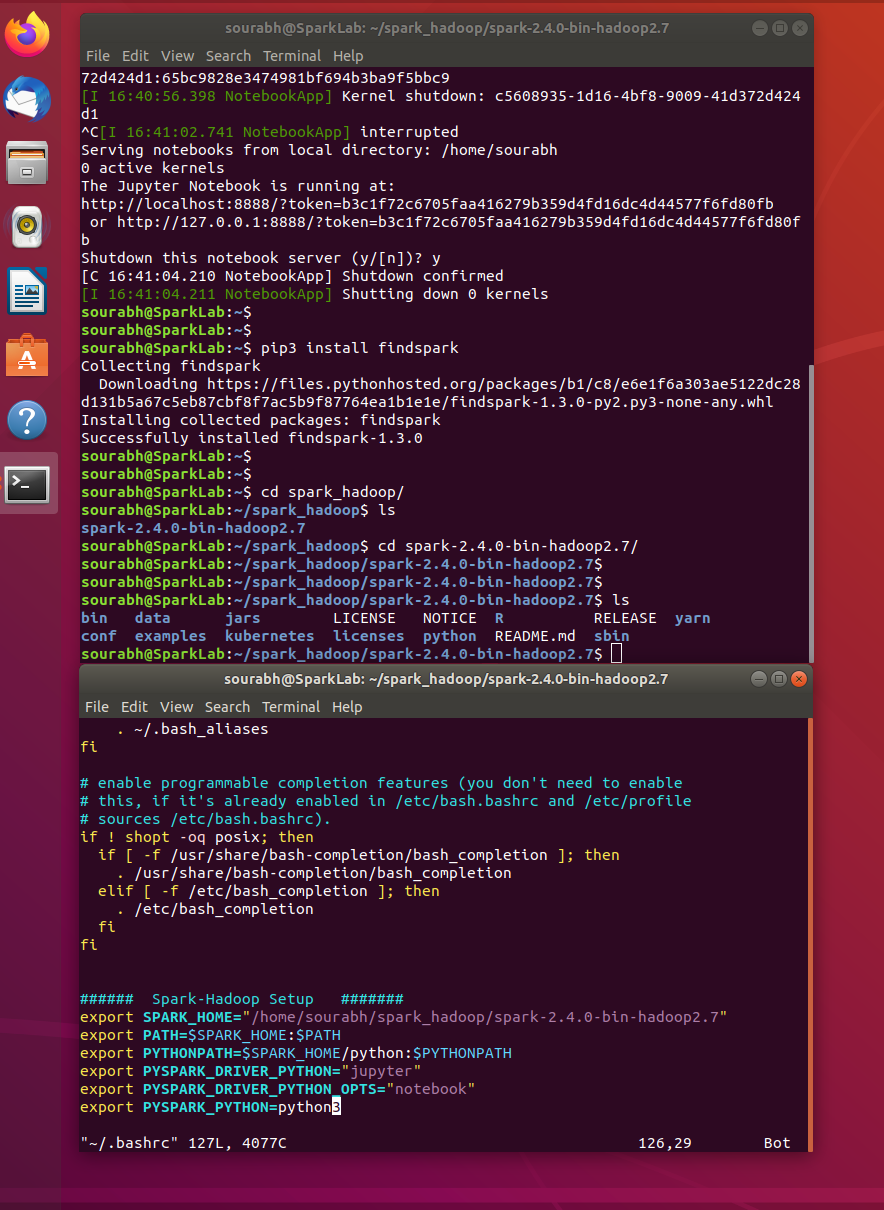 sourabh@SparkLab: ~/spark_hadoop/spark-2.4.0-bin-hadoop2.7
File Edit View Search Terminal Help
72d424d1:65bc9828e3474981bf694b3ba9f5bbc9
[I 16:40:56.398 NotebookApp] Kernel shutdown: c5608935-1d16-4bf8-9009-41d372d424
d1
^C[I 16:41:02.741 NotebookApp] interrupted
Serving notebooks from local directory: /home/sourabh
0 active kernels
The Jupyter Notebook is running at:
http://localhost:8888/?token=b3c1f72c6705faa416279b359d4fd16dc4d44577f6fd80fb
 or http://127.0.0.1:8888/?token=b3c1f72c6705faa416279b359d4fd16dc4d44577f6fd80f
b
Shutdown this notebook server (y/[n])? y
[C 16:41:04.210 NotebookApp] Shutdown confirmed
[I 16:41:04.211 NotebookApp] Shutting down 0 kernels
sourabh@SparkLab:~$
sourabh@SparkLab:~$
sourabh@SparkLab:~$ pip3 install findspark
Collecting findspark
  Downloading https://files.pythonhosted.org/packages/b1/c8/e6e1f6a303ae5122dc28
d131b5a67c5eb87cbf8f7ac5b9f87764ea1b1e1e/findspark-1.3.0-py2.py3-none-any.whl
Installing collected packages: findspark
Successfully installed findspark-1.3.0
sourabh@SparkLab:~$
sourabh@SparkLab:~$
sourabh@SparkLab:~$ cd spark_hadoop/
sourabh@SparkLab:~/spark_hadoop$ ls
spark-2.4.0-bin-hadoop2.7
sourabh@SparkLab:~/spark_hadoop$ cd spark-2.4.0-bin-hadoop2.7/
sourabh@SparkLab:~/spark_hadoop/spark-2.4.0-bin-hadoop2.7$
sourabh@SparkLab:~/spark_hadoop/spark-2.4.0-bin-hadoop2.7$
sourabh@SparkLab:~/spark_hadoop/spark-2.4.0-bin-hadoop2.7$ ls
bin   data      jars        LICENSE   NOTICE  R          RELEASE  yarn
conf  examples  kubernetes  licenses  python  README.md  sbin
sourabh@SparkLab:~/spark_hadoop/spark-2.4.0-bin-hadoop2.7$
sourabh@SparkLab: ~/spark_hadoop/spark-2.4.0-bin-hadoop2.7
File Edit View Search Terminal Help
    . ~/.bash_aliases
fi
# enable programmable completion features (you don't need to enable
# this, if it's already enabled in /etc/bash.bashrc and /etc/profile
# sources /etc/bash.bashrc).
if ! shopt -oq posix; then
  if [ -f /usr/share/bash-completion/bash_completion ]; then
    . /usr/share/bash-completion/bash_completion
  elif [ -f /etc/bash_completion ]; then
    . /etc/bash_completion
  fi
fi
######  Spark-Hadoop Setup   #######
export SPARK_HOME="/home/sourabh/spark_hadoop/spark-2.4.0-bin-hadoop2.7"
export PATH=$SPARK_HOME:$PATH
export PYTHONPATH=$SPARK_HOME/python:$PYTHONPATH
export PYSPARK_DRIVER_PYTHON="jupyter"
export PYSPARK_DRIVER_PYTHON_OPTS="notebook"
export PYSPARK_PYTHON=python3
"~/.bashrc" 127L, 4077C 126,29 Bot